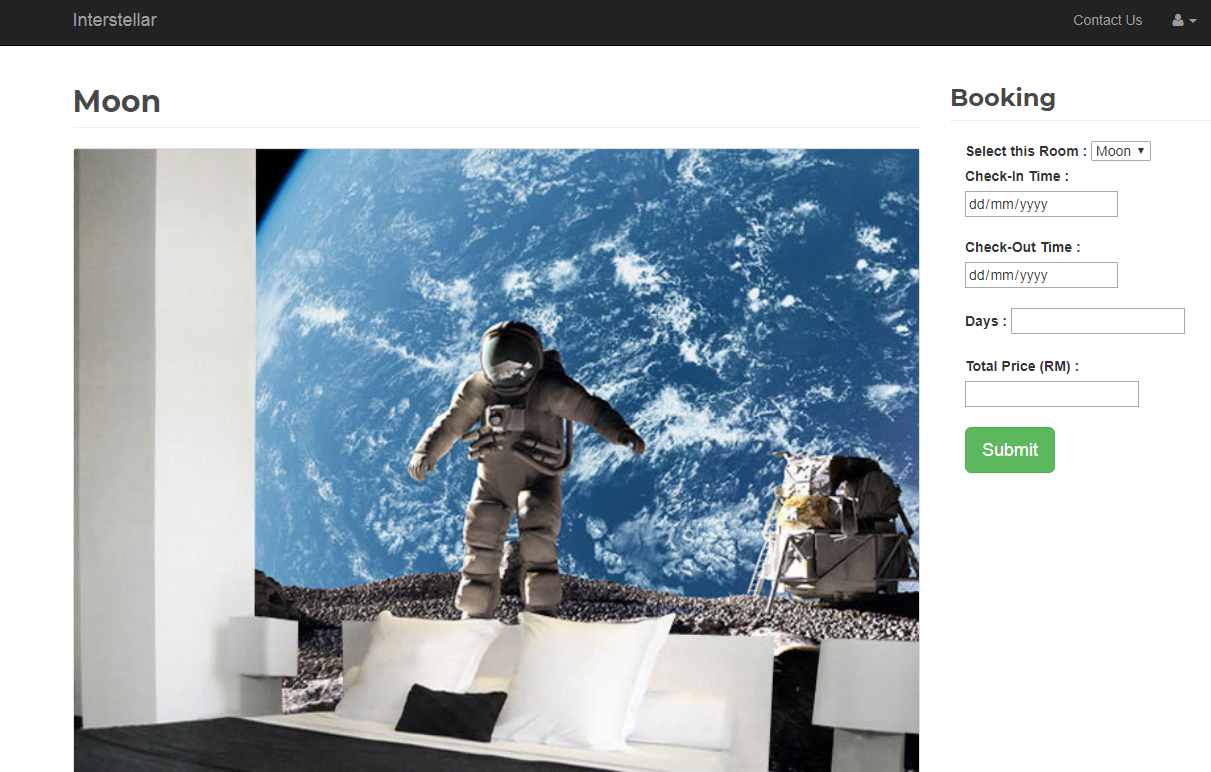 Interstellar
Contact Us
Moon
Booking
Select this Room : Moon
Check-In Time :
dd/mm/yyyy
Check-Out Time :
dd/mm/yyyy
Days :
Total Price (RM) :
Submit